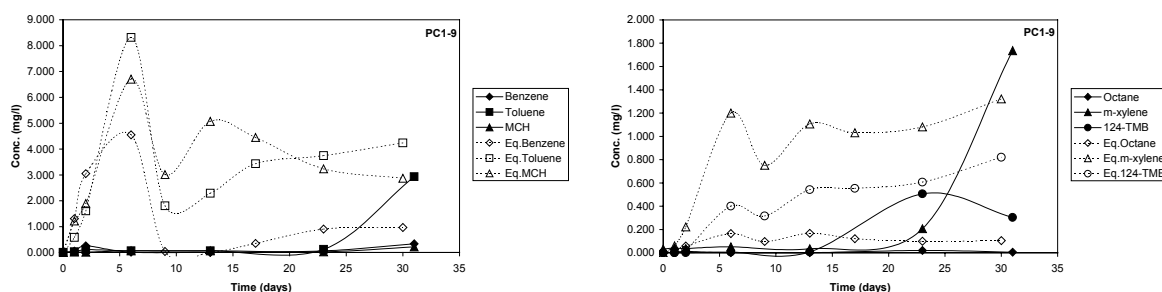 PC1-9
9.000
8.000
7.000
6.000
5.000
4.000
3.000
2.000
1.000
0.000
Conc. (mg/l)
0 5 10 15 20 25 30 35
Time (days)
Benzene
Toluene
MCH
Eq.Benzene
Eq.Toluene
Eq.MCH
PC1-9
2.000
1.800
1.600
1.400
1.200
1.000
0.800
0.600
0.400
0.200
0.000
Conc. (mg/l)
0 5 10 15 20 25 30 35
Time (days)
Octane
m-xylene
124-TMB
Eq.Octane
Eq.m-xylene
Eq.124-TMB